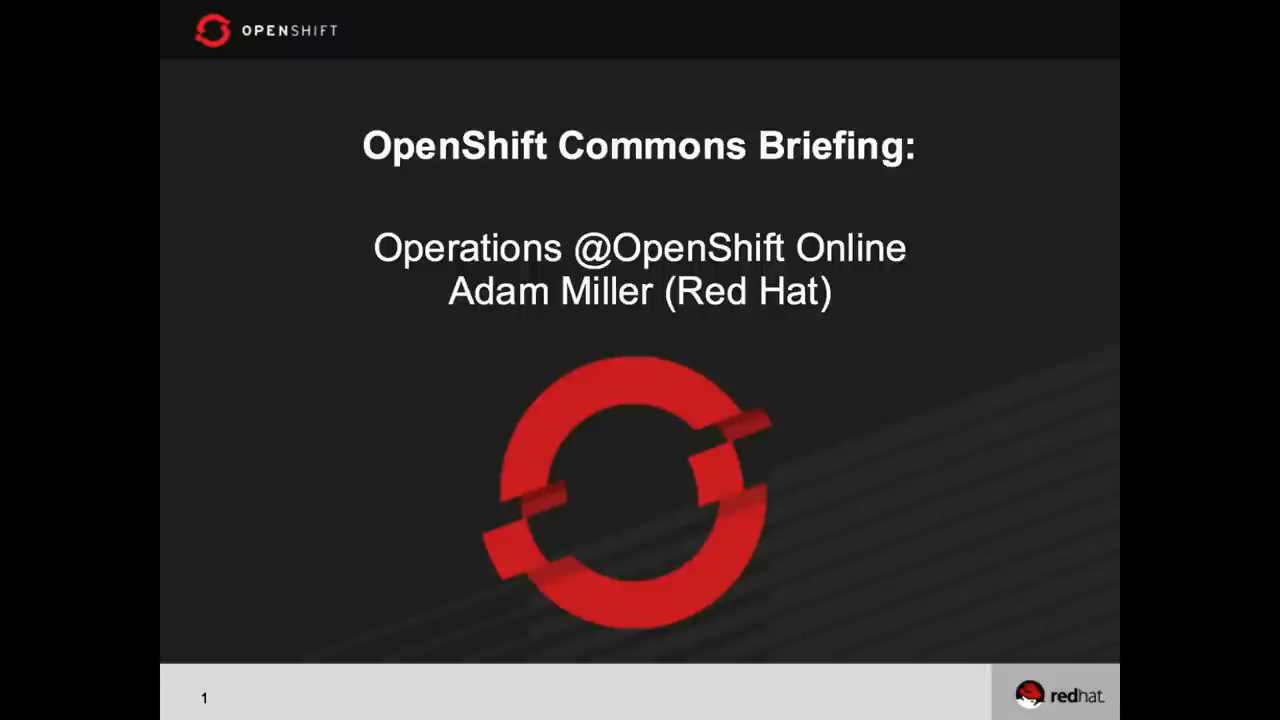 OPENSHIFT
OpenShift Commons Briefing:
Operations @OpenShift Online
Adam Miller (Red Hat)
1
redhat.